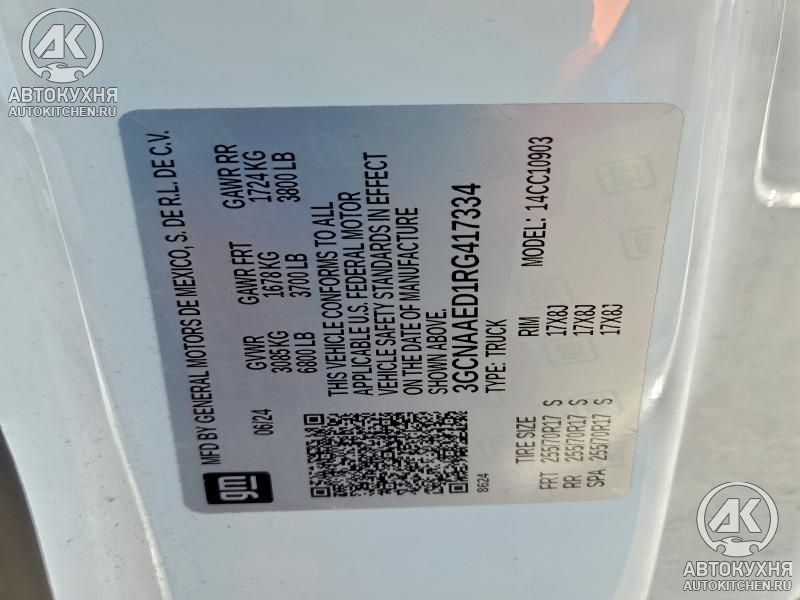 АВТОКУХНЯ
AUTOKITCHEN.RU
gm
MFD BY GENERAL MOTORS DE MEXICO, S. DE R.L. DE C.V.
06/24 GVWR GAWR FRT GAWR RR
3085 KG 1678 KG 1724 KG
6800 LB 3700 LB 3800 LB
THIS VEHICLE CONFORMS TO ALL
APPLICABLE U.S. FEDERAL MOTOR
VEHICLE SAFETY STANDARDS IN EFFECT
ON THE DATE OF MANUFACTURE
SHOWN ABOVE.
3GCNAAED1RG417334
8624 TYPE: TRUCK MODEL: 14CC10903
TIRE SIZE RIM
FRT 255/70R17 S 17X8J
RR 255/70R17 S 17X8J
SPA 255/70R17 S 17X8J
АВТОКУХНЯ
AUTOKITCHEN.RU